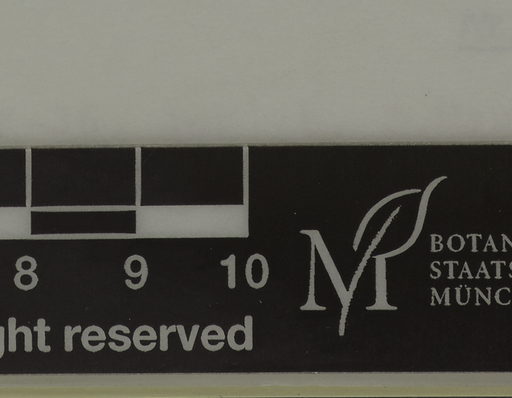 8 9 10
ght reserved
M
BOTAN
STAATS
MÜNC